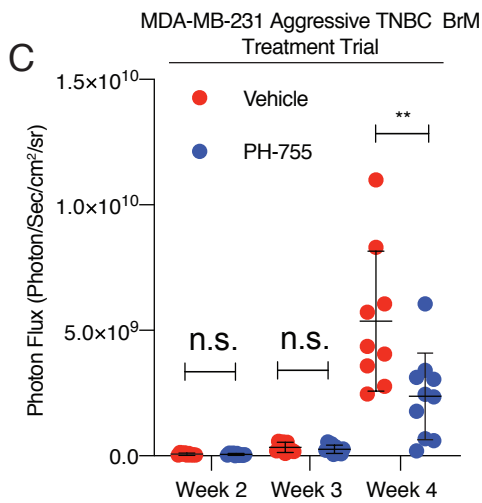 MDA-MB-231 Aggressive TNBC BrM
Treatment Trial
C
Photon Flux (Photon/Sec/cm²/sr)
1.5×10¹⁰
1.0×10¹⁰
5.0×10⁹
0.0
Vehicle
PH-755
n.s.
n.s.
**
Week 2
Week 3
Week 4